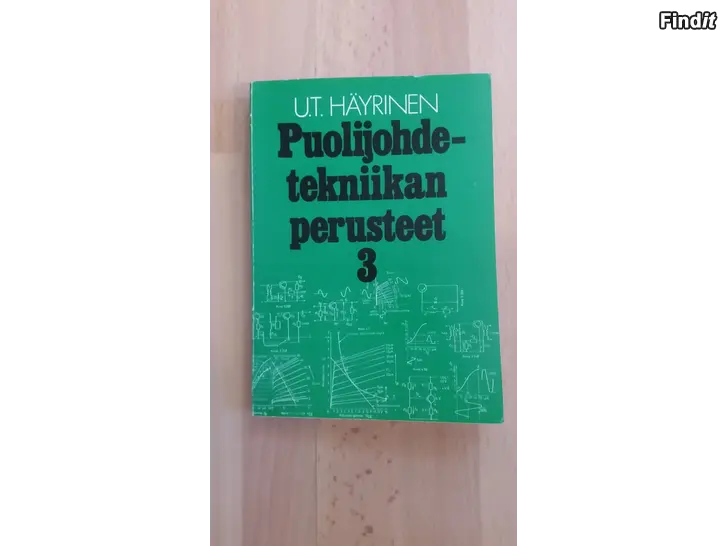 Findit
U.T. HÄYRINEN
Puolijohde-
tekniikan
perusteet
3